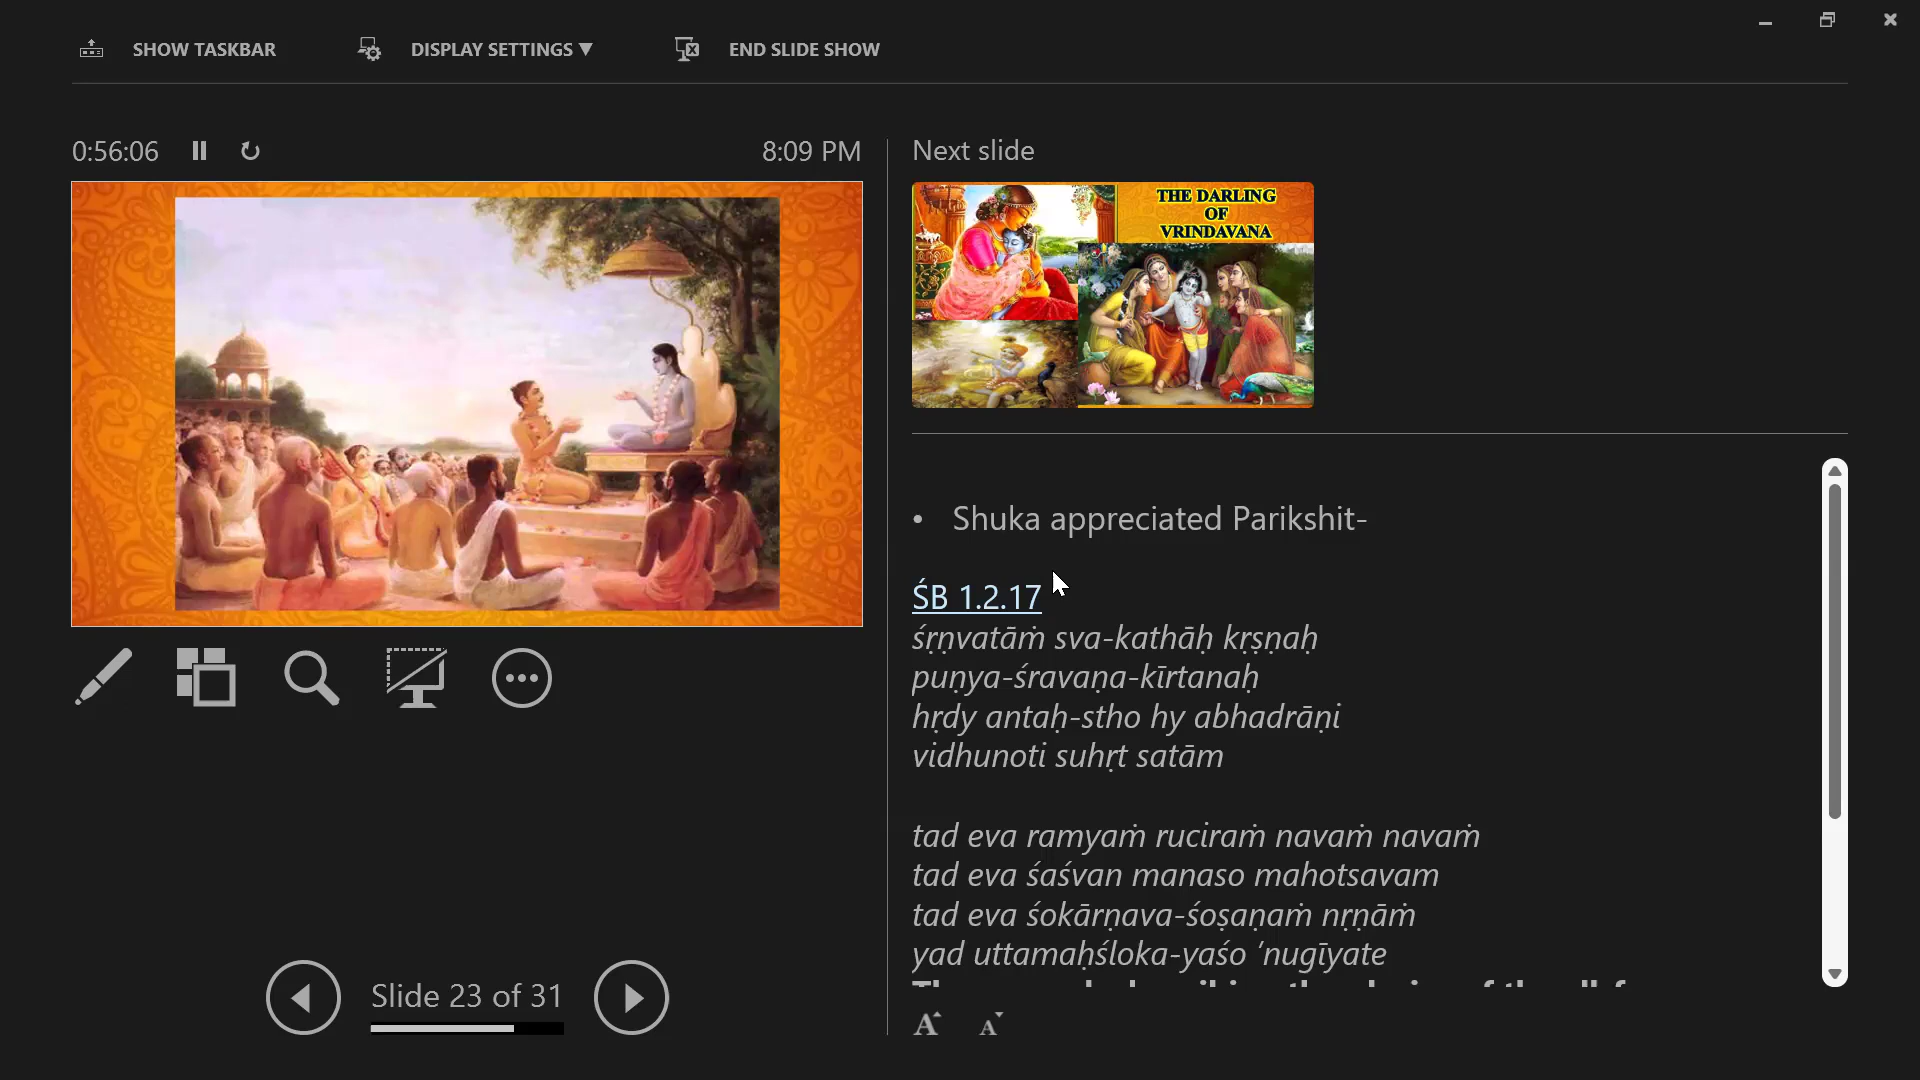 SHOW TASKBAR
DISPLAY SETTINGS ▼
END SLIDE SHOW
0:56:06
8:09 PM
Next slide
THE DARLING
OF
VRINDAVANA
• Shuka appreciated Parikshit-
ŚB 1.2.17
śṛṇvatāṁ sva-kathāḥ kṛṣṇaḥ
puṇya-śravaṇa-kīrtanaḥ
hṛdy antaḥ-stho hy abhadrāṇi
vidhunoti suhṛt satām
tad eva ramyaṁ ruciraṁ navaṁ navaṁ
tad eva śaśvan manaso mahotsavam
tad eva śokārṇava-śoṣaṇaṁ nṛṇāṁ
yad uttamaḥśloka-yaśo ’nugīyate
Slide 23 of 31
A A